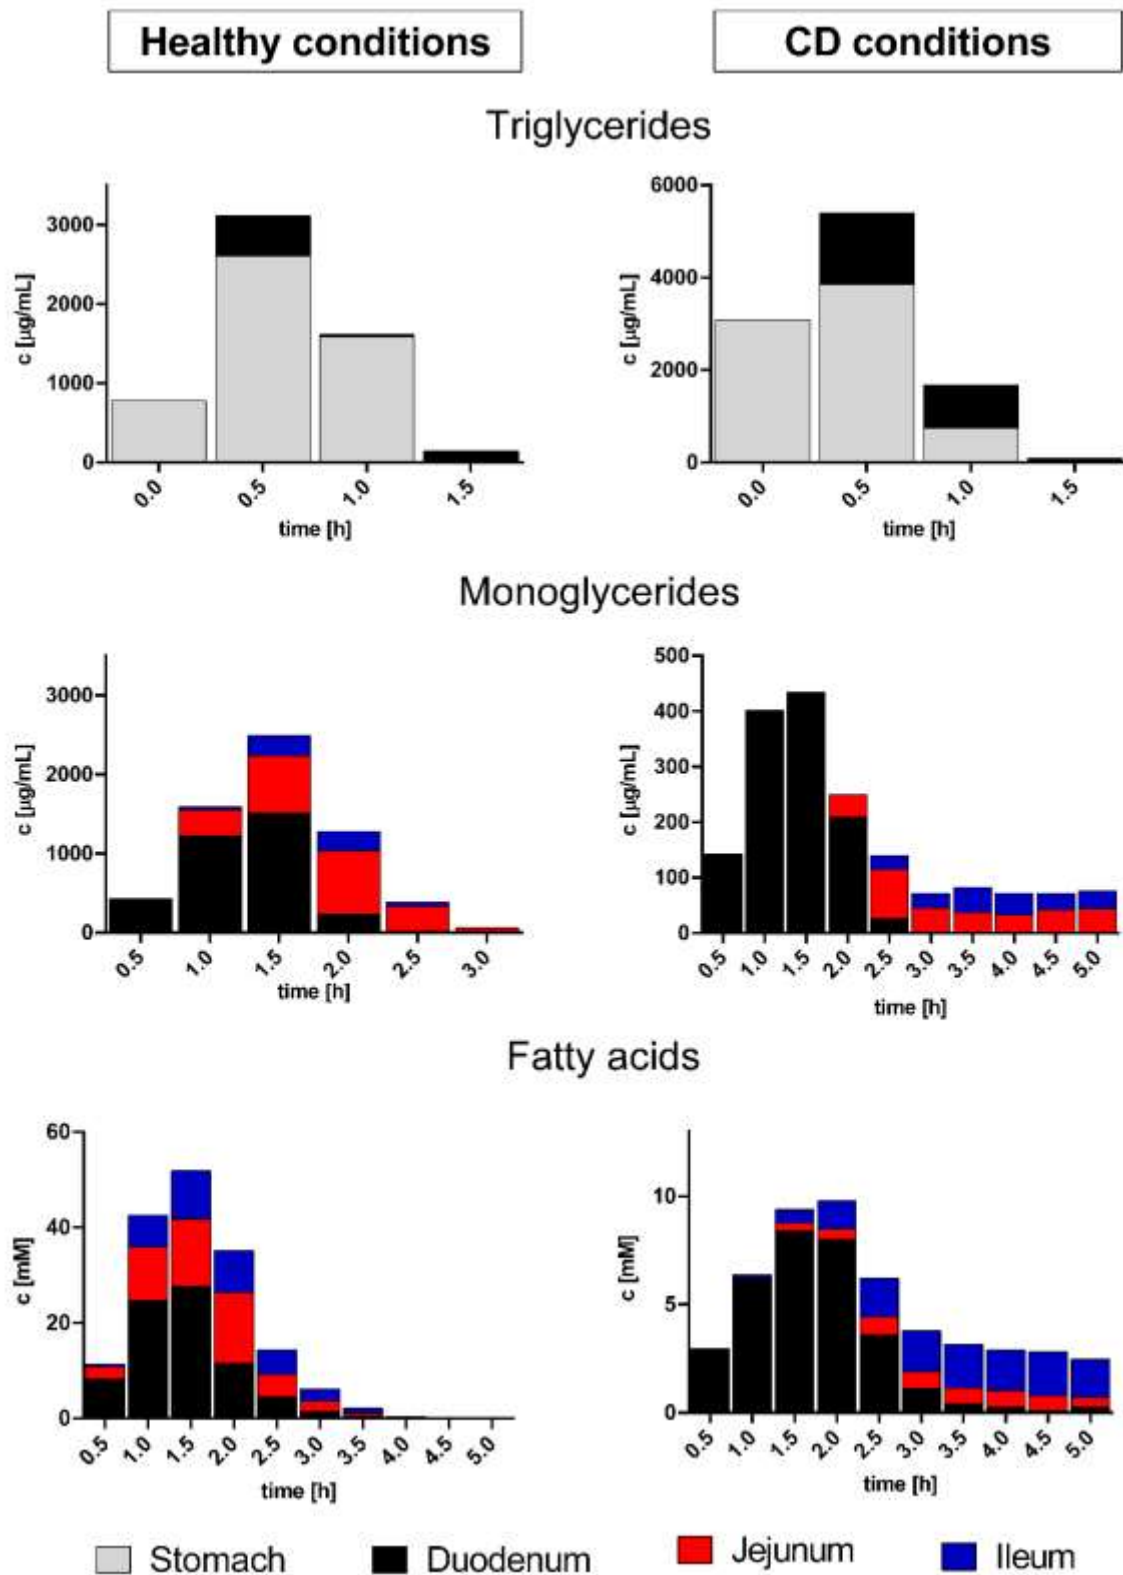 Healthy conditions CD conditions
Triglycerides
3000
2000
1000
0
c [µg/mL]
0.0 0.5 1.0 1.5
time [h]
6000
4000
2000
0
c [µg/mL]
0.0 0.5 1.0 1.5
time [h]
Monoglycerides
3000
2000
1000
0
c [µg/mL]
0.5 1.0 1.5 2.0 2.5 3.0
time [h]
500
400
300
200
100
0
c [µg/mL]
0.5 1.0 1.5 2.0 2.5 3.0 3.5 4.0 4.5 5.0
time [h]
Fatty acids
60
40
20
0
c [mM]
0.5 1.0 1.5 2.0 2.5 3.0 3.5 4.0 4.5 5.0
time [h]
10
5
0
c [mM]
0.5 1.0 1.5 2.0 2.5 3.0 3.5 4.0 4.5 5.0
time [h]
Stomach Duodenum Jejunum Ileum